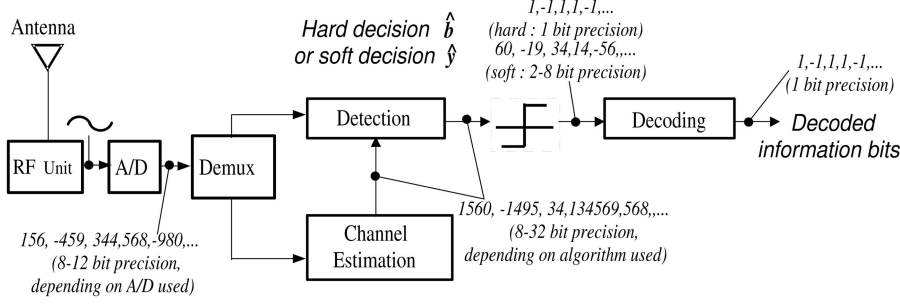 Antenna
Hard decision b̂
or soft decision ŷ
1,-1,1,1,-1,...
(hard : 1 bit precision)
60, -19, 34,14,-56,,...
(soft : 2-8 bit precision)
1,-1,1,1,-1,...
(1 bit precision)
RF Unit
A/D
Demux
Detection
Decoding
Decoded
information bits
Channel
Estimation
156, -459, 344,568,-980,...
(8-12 bit precision,
depending on A/D used)
1560, -1495, 34,134569,568,,...
(8-32 bit precision,
depending on algorithm used)